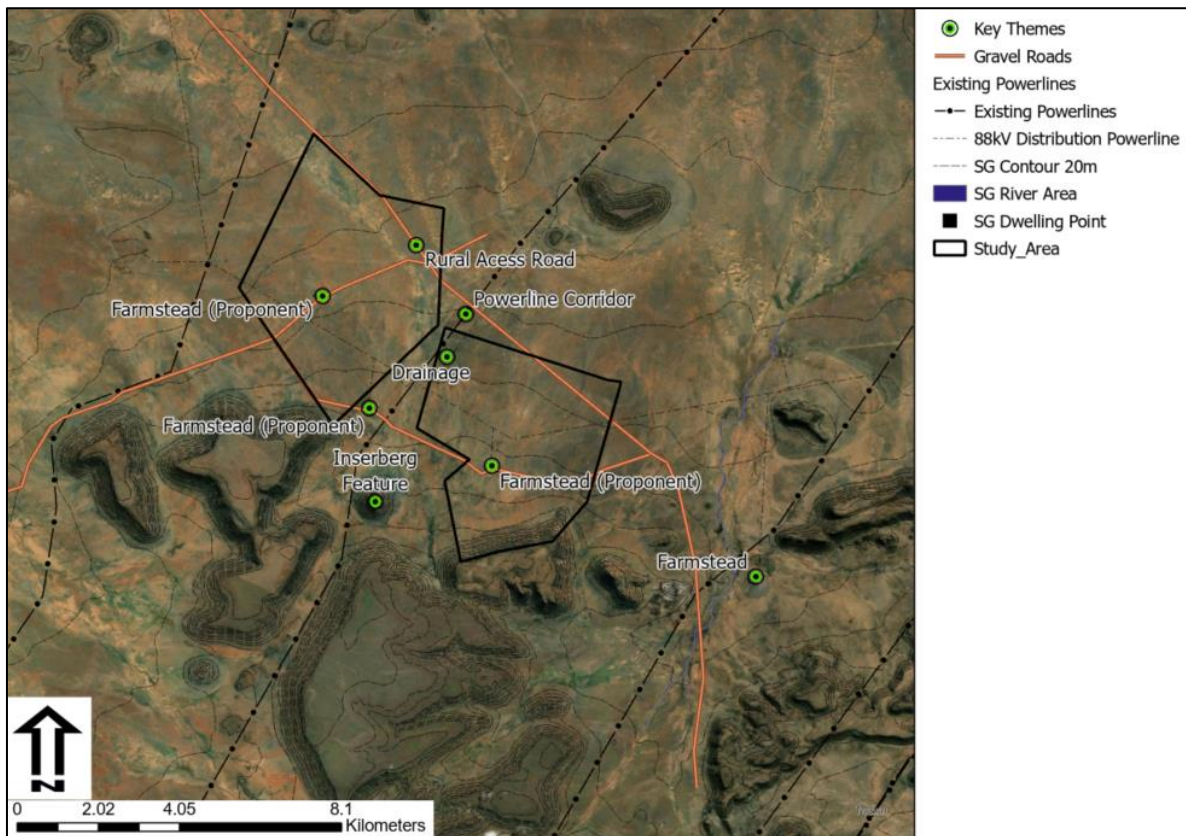 Key Themes
Gravel Roads
Existing Powerlines
Existing Powerlines
88kV Distribution Powerline
SG Contour 20m
SG River Area
SG Dwelling Point
Study_Area
Rural Acess Road
Farmstead (Proponent)
Powerline Corridor
Drainage
Farmstead (Proponent)
Inserberg
Feature
Farmstead (Proponent)
Farmstead
N
0 2.02 4.05 8.1
Kilometers